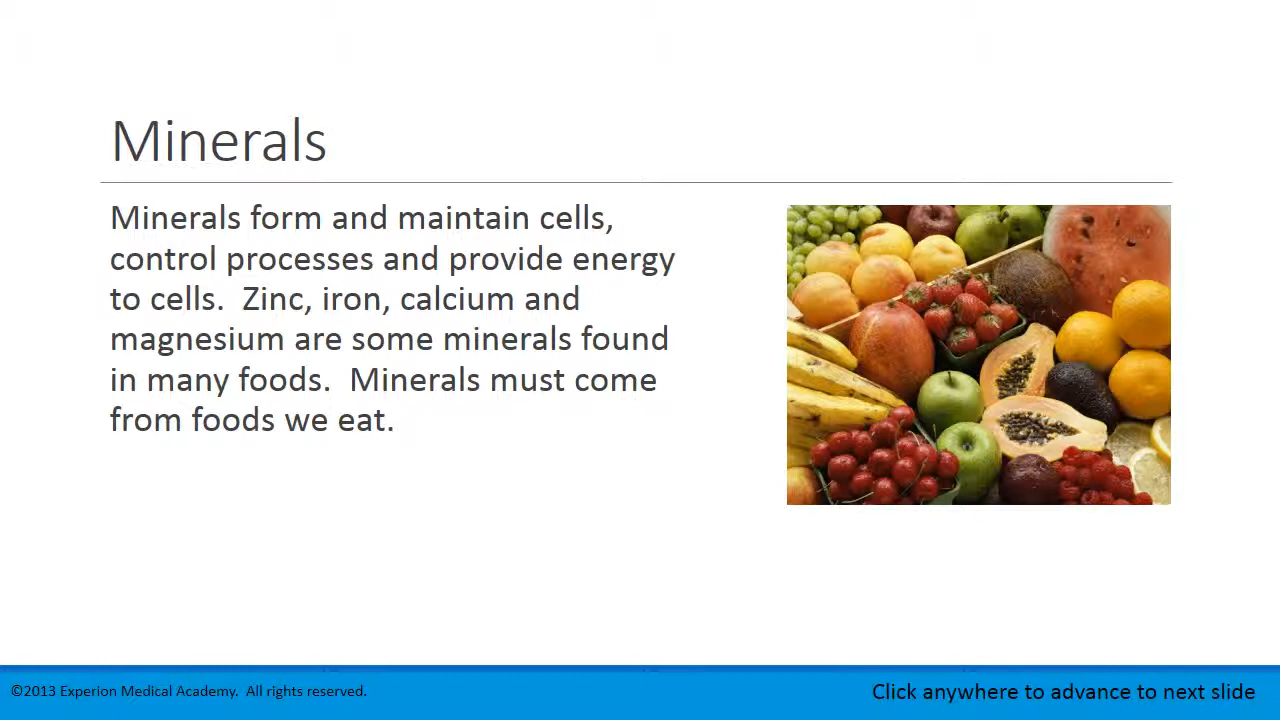 Minerals
Minerals form and maintain cells,
control processes and provide energy
to cells.  Zinc, iron, calcium and
magnesium are some minerals found
in many foods.  Minerals must come
from foods we eat.
©2013 Experion Medical Academy.  All rights reserved.
Click anywhere to advance to next slide